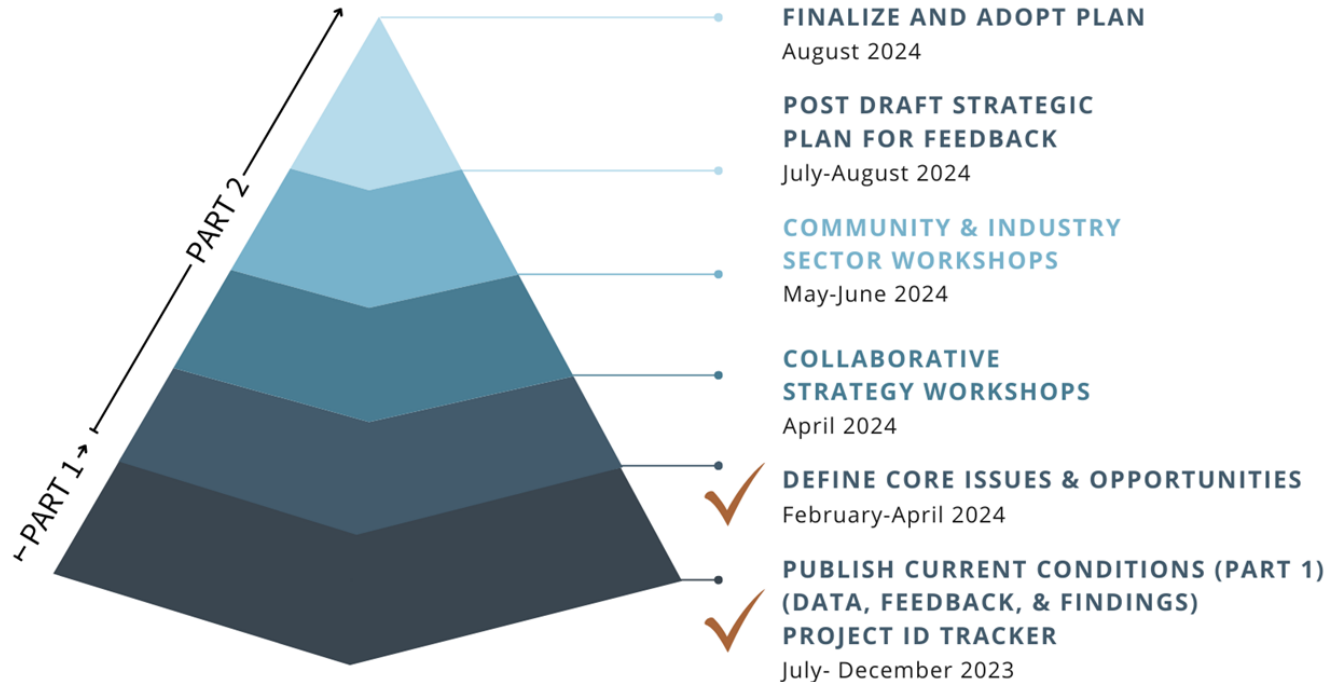 FINALIZE AND ADOPT PLAN
August 2024
POST DRAFT STRATEGIC
PLAN FOR FEEDBACK
July-August 2024
COMMUNITY & INDUSTRY
SECTOR WORKSHOPS
May-June 2024
COLLABORATIVE
STRATEGY WORKSHOPS
April 2024
DEFINE CORE ISSUES & OPPORTUNITIES
February-April 2024
PUBLISH CURRENT CONDITIONS (PART 1)
(DATA, FEEDBACK, & FINDINGS)
PROJECT ID TRACKER
July- December 2023
PART 2
PART 1